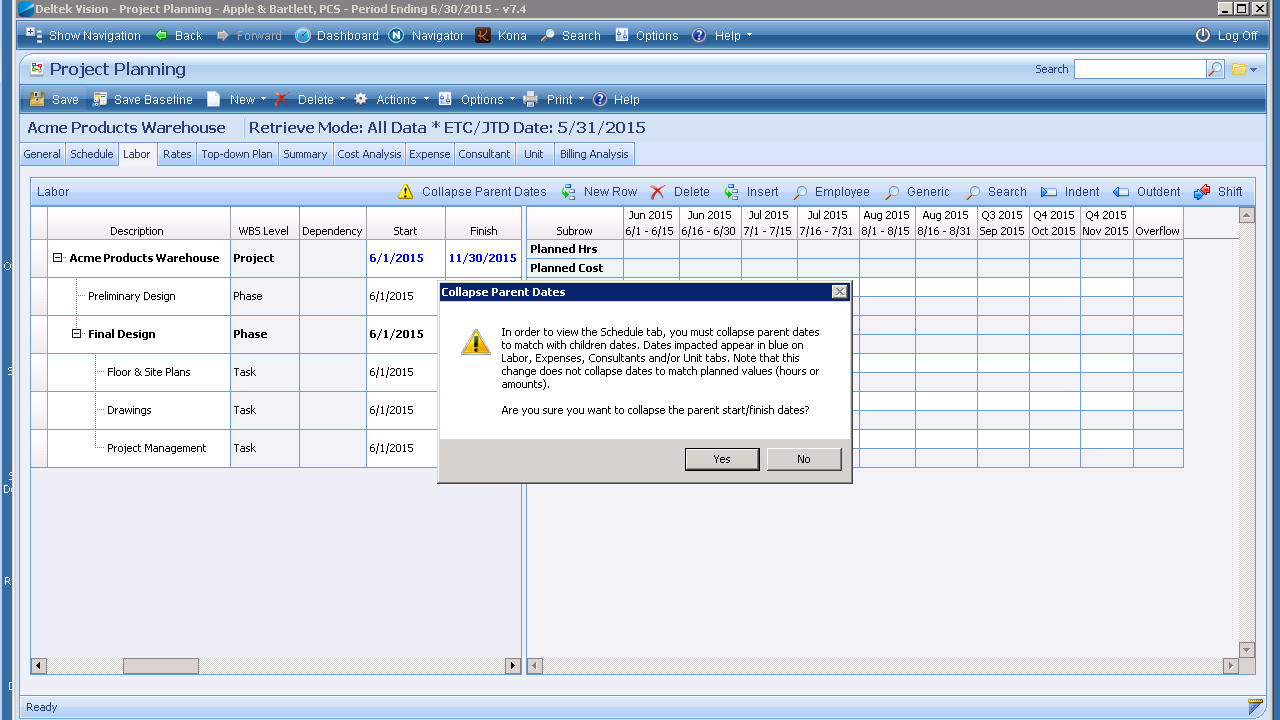 Deltek Vision - Project Planning - Apple & Bartlett, PCS - Period Ending 6/30/2015 - v7.4
Show Navigation Back Forward Dashboard Navigator Kona Search Options Help Log Off
Project Planning Search
Save Save Baseline New Delete Actions Options Print Help
Acme Products Warehouse Retrieve Mode: All Data * ETC/JTD Date: 5/31/2015
General Schedule Labor Rates Top-down Plan Summary Cost Analysis Expense Consultant Unit Billing Analysis
Labor Collapse Parent Dates New Row Delete Insert Employee Generic Search Indent Outdent Shift
Jun 2015 Jun 2015 Jul 2015 Jul 2015 Aug 2015 Aug 2015 Q3 2015 Q4 2015 Q4 2015
Description WBS Level Dependency Start Finish Subrow 6/1 - 6/15 6/16 - 6/30 7/1 - 7/15 7/16 - 7/31 8/1 - 8/15 8/16 - 8/31 Sep 2015 Oct 2015 Nov 2015 Overflow
Planned Hrs
Acme Products Warehouse Project 6/1/2015 11/30/2015
Planned Cost
Preliminary Design Phase 6/1/2015
Final Design Phase 6/1/2015
Floor & Site Plans Task 6/1/2015
Drawings Task 6/1/2015
Project Management Task 6/1/2015
Collapse Parent Dates
In order to view the Schedule tab, you must collapse parent dates
to match with children dates. Dates impacted appear in blue on
Labor, Expenses, Consultants and/or Unit tabs. Note that this
change does not collapse dates to match planned values (hours or
amounts).
Are you sure you want to collapse the parent start/finish dates?
Yes No
Ready